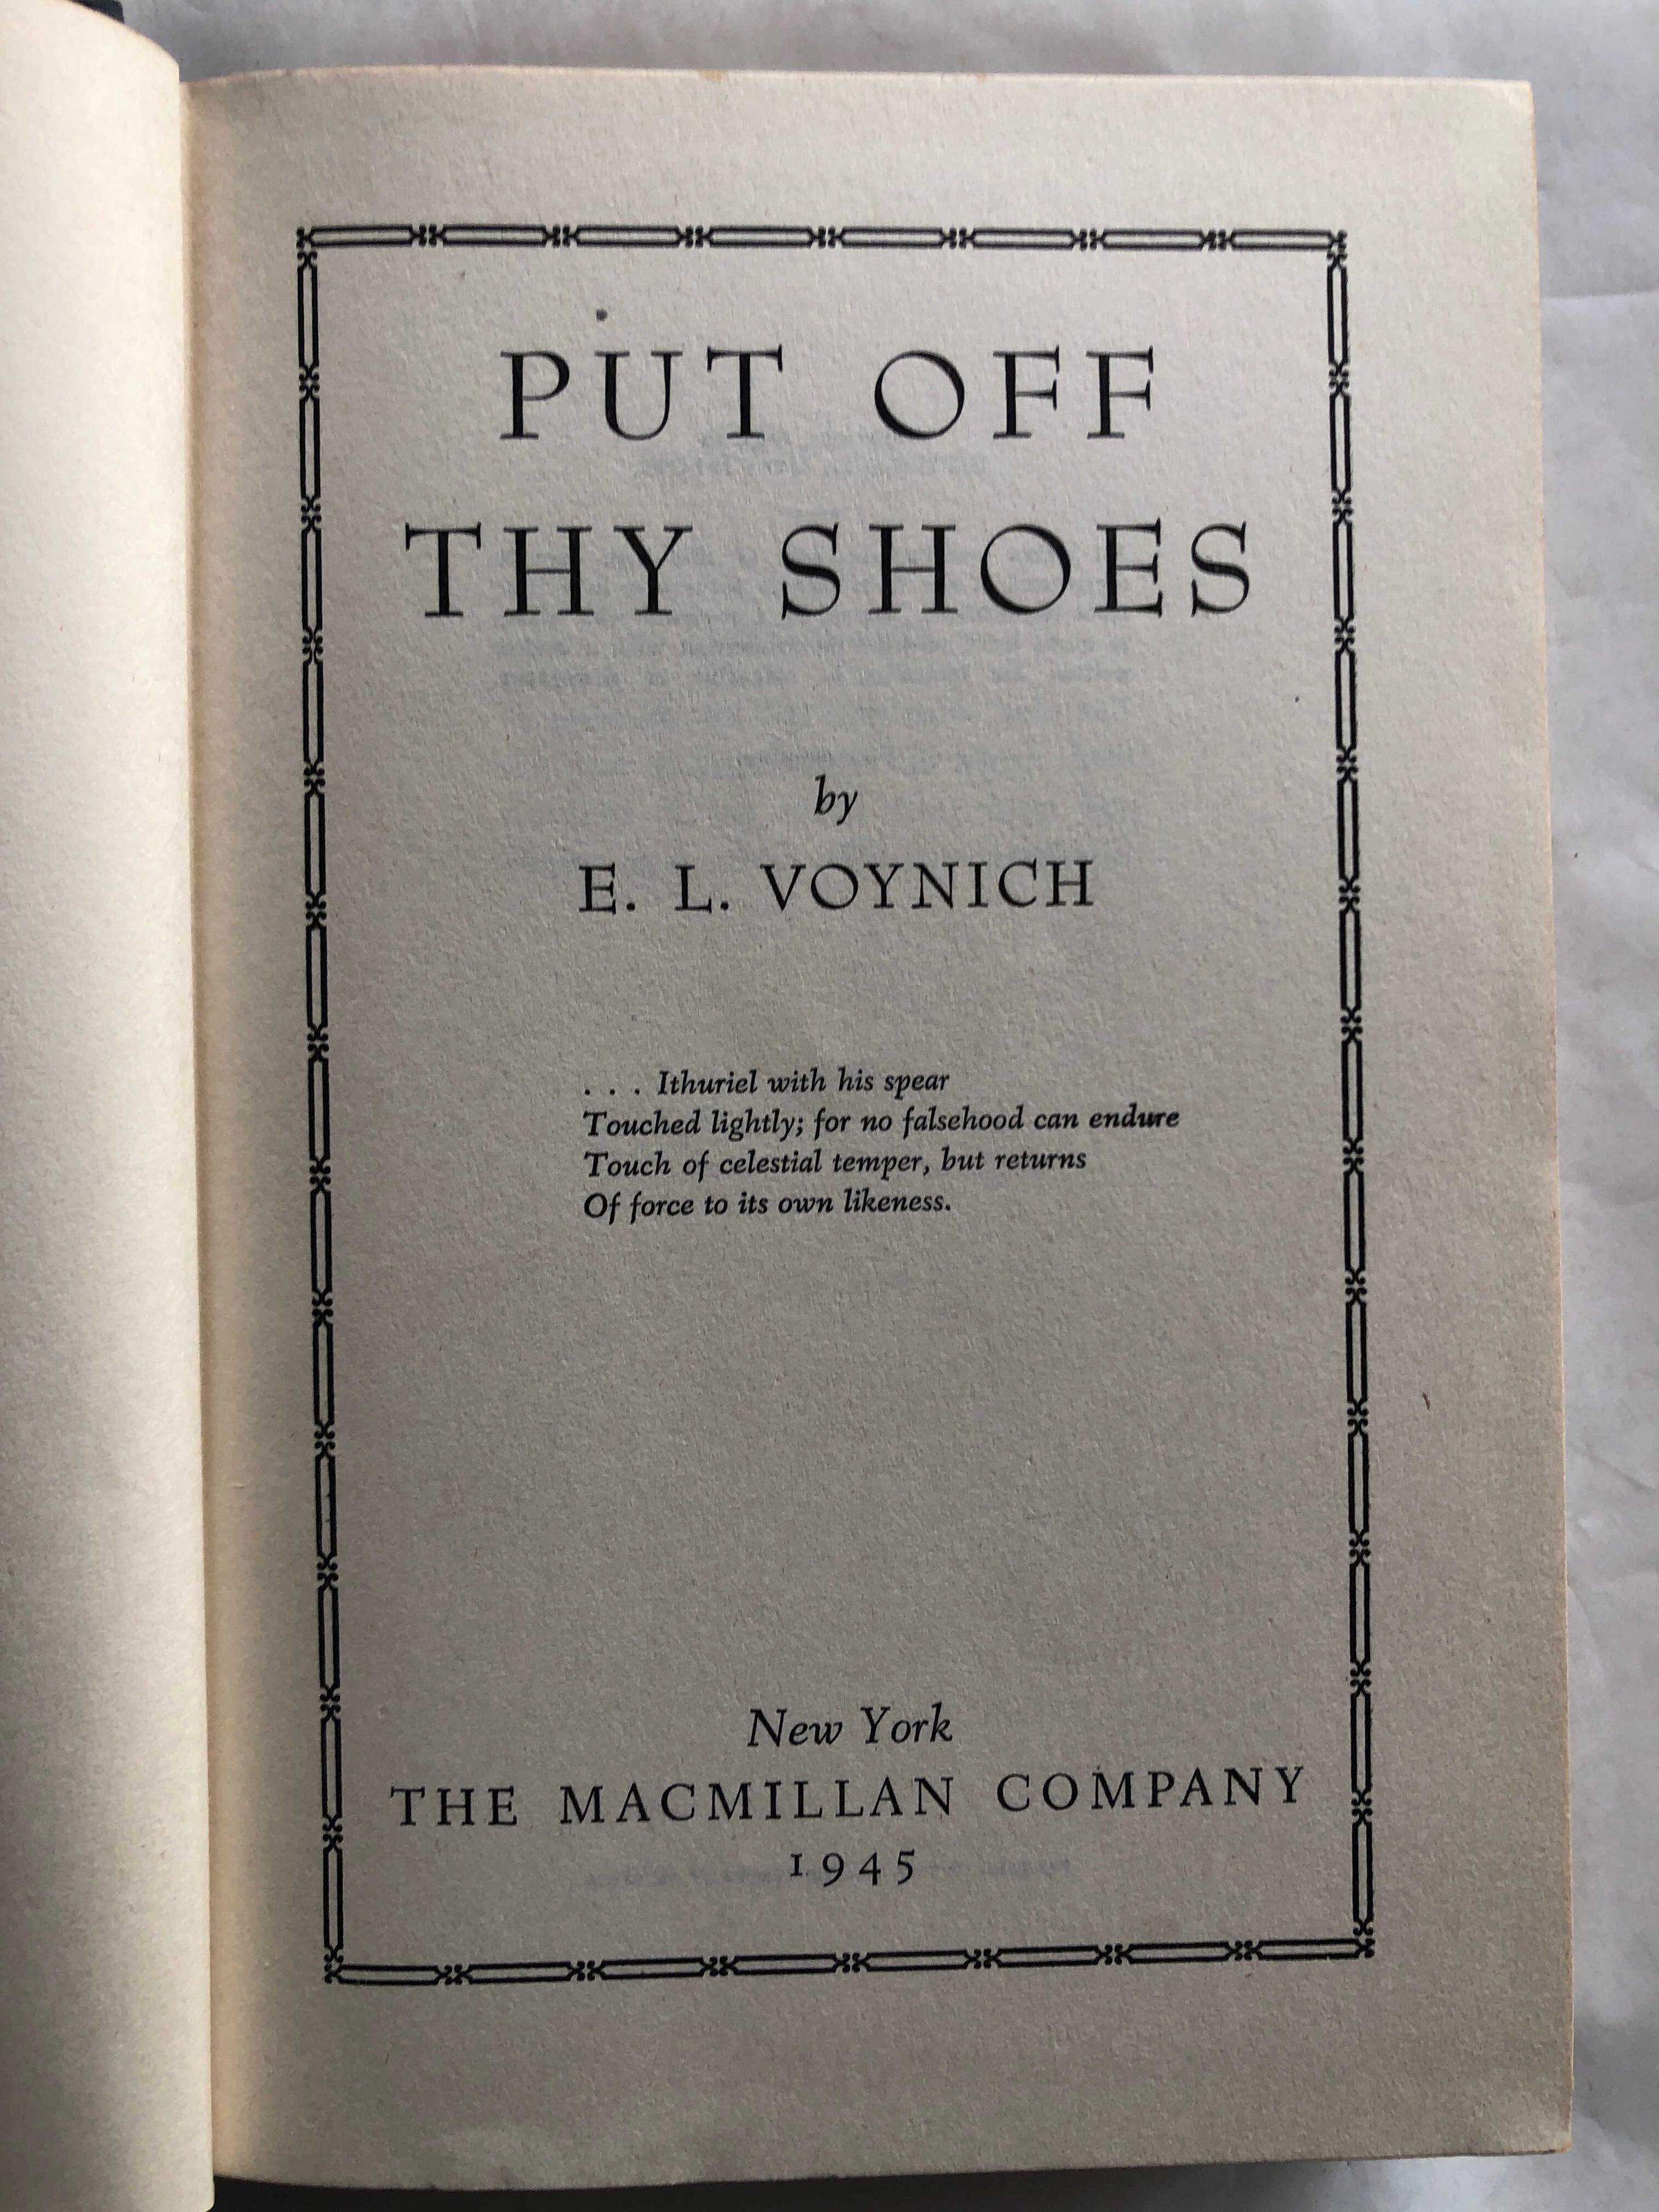 PUT OFF
THY SHOES
by
E. L. VOYNICH
. . . Ithuriel with his spear
Touched lightly; for no falsehood can endure
Touch of celestial temper, but returns
Of force to its own likeness.
New York
THE MACMILLAN COMPANY
1945